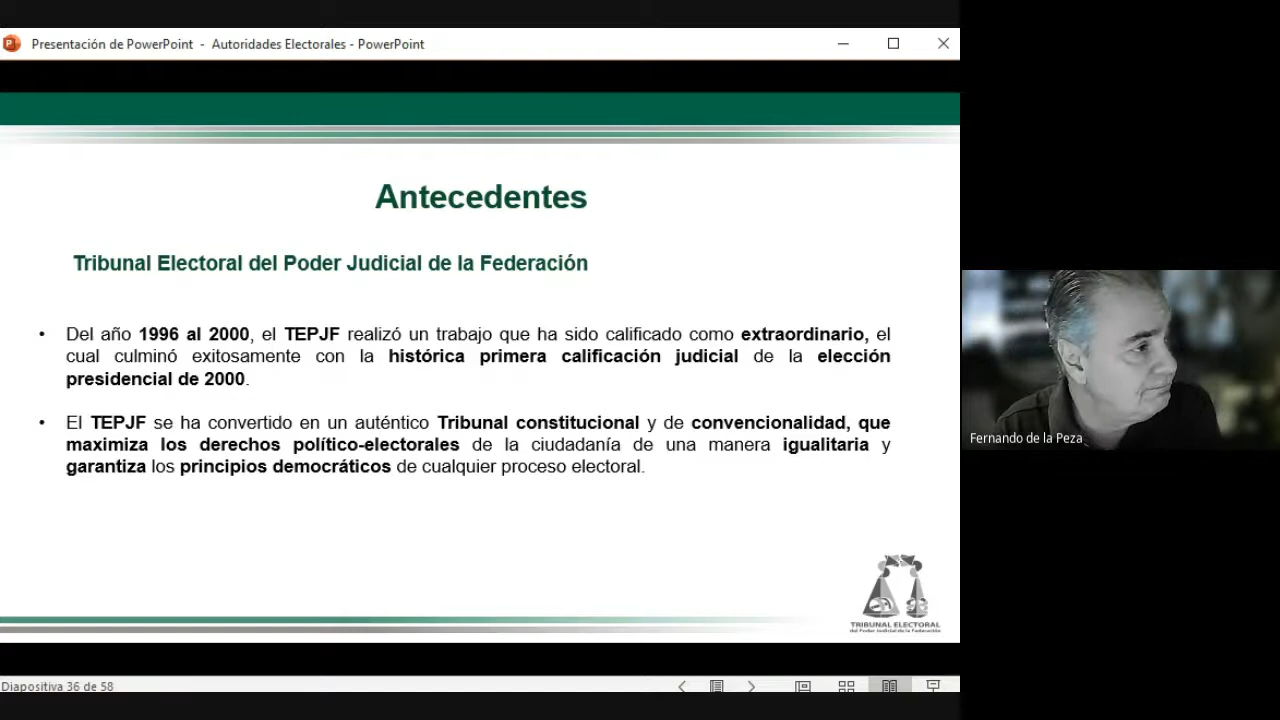 Presentación de PowerPoint - Autoridades Electorales - PowerPoint
Antecedentes
Tribunal Electoral del Poder Judicial de la Federación
• Del año 1996 al 2000, el TEPJF realizó un trabajo que ha sido calificado como extraordinario, el
cual culminó exitosamente con la histórica primera calificación judicial de la elección
presidencial de 2000.
• El TEPJF se ha convertido en un auténtico Tribunal constitucional y de convencionalidad, que
maximiza los derechos político-electorales de la ciudadanía de una manera igualitaria y
garantiza los principios democráticos de cualquier proceso electoral.
TRIBUNAL ELECTORAL
del Poder Judicial de la Federación
Diapositiva 36 de 58
Fernando de la Peza